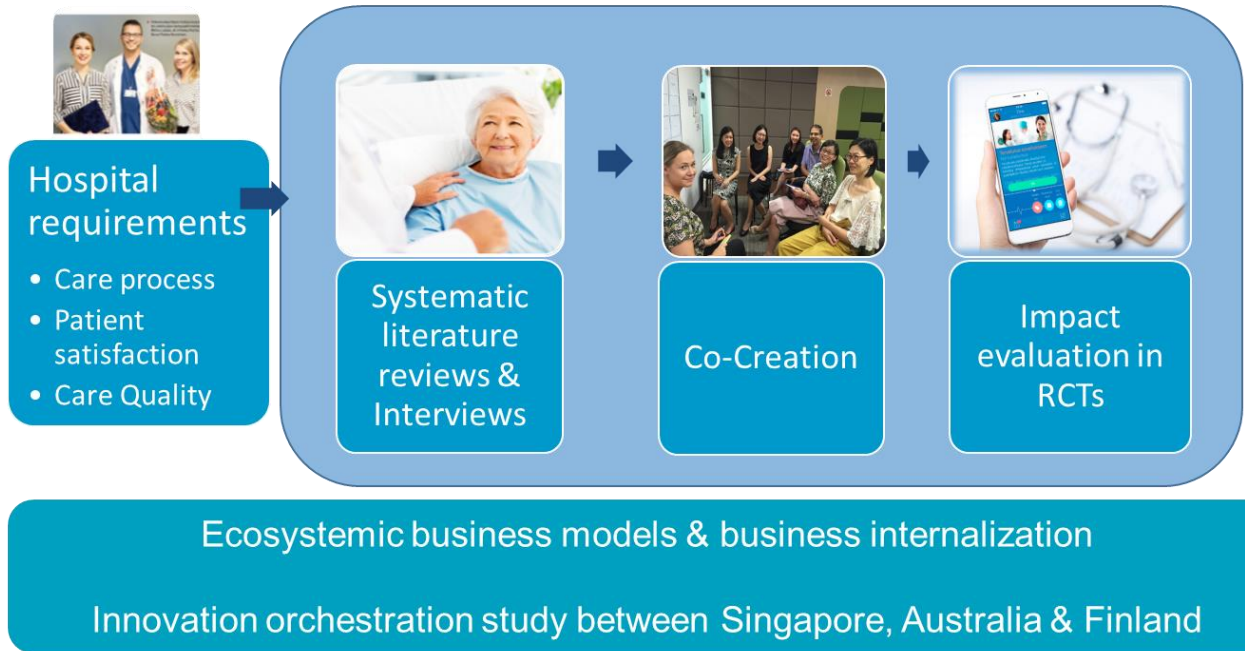 Hospital
requirements
• Care process
• Patient
satisfaction
• Care Quality
Systematic
literature
reviews &
Interviews
Co-Creation
Impact
evaluation in
RCTs
Ecosystemic business models & business internalization
Innovation orchestration study between Singapore, Australia & Finland